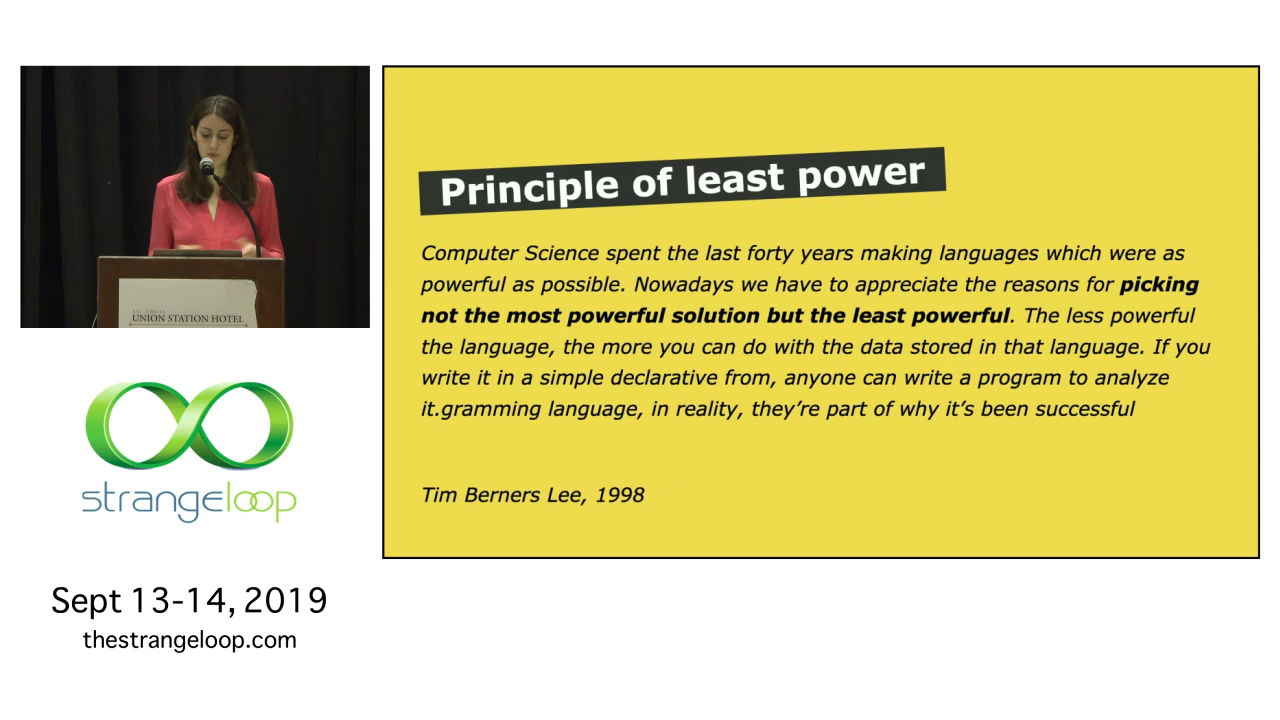 ST. LOUIS
UNION STATION HOTEL
strangeloop
Sept 13-14, 2019
thestrangeloop.com
Principle of least power
Computer Science spent the last forty years making languages which were as
powerful as possible. Nowadays we have to appreciate the reasons for picking
not the most powerful solution but the least powerful. The less powerful
the language, the more you can do with the data stored in that language. If you
write it in a simple declarative from, anyone can write a program to analyze
it.gramming language, in reality, they’re part of why it’s been successful
Tim Berners Lee, 1998